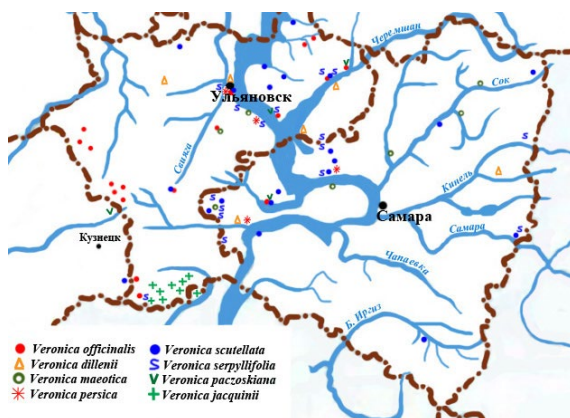 Черемшан
Сок
Ульяновск
Свияга
Кинель
Самара
Самара
Кузнецк
Чапаевка
Б. Иргиз
Veronica officinalis
Veronica scutellata
Veronica dillenii
Veronica serpyllifolia
Veronica maeotica
Veronica paczoskiana
Veronica persica
Veronica jacquinii